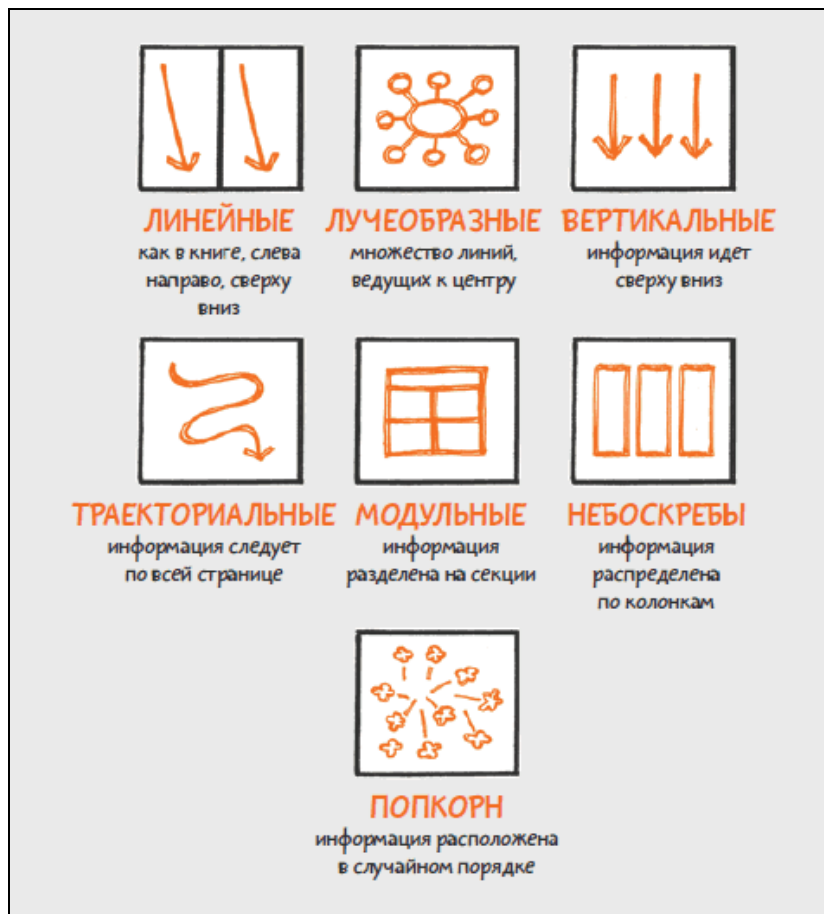 ЛИНЕЙНЫЕ
как в книге, слева
направо, сверху
вниз
ЛУЧЕОБРАЗНЫЕ
множество линий,
ведущих к центру
ВЕРТИКАЛЬНЫЕ
информация идет
сверху вниз
ТРАЕКТОРИАЛЬНЫЕ
информация следует
по всей странице
МОДУЛЬНЫЕ
информация
разделена на секции
НЕБОСКРЕБЫ
информация
распределена
по колонкам
ПОПКОРН
информация расположена
в случайном порядке